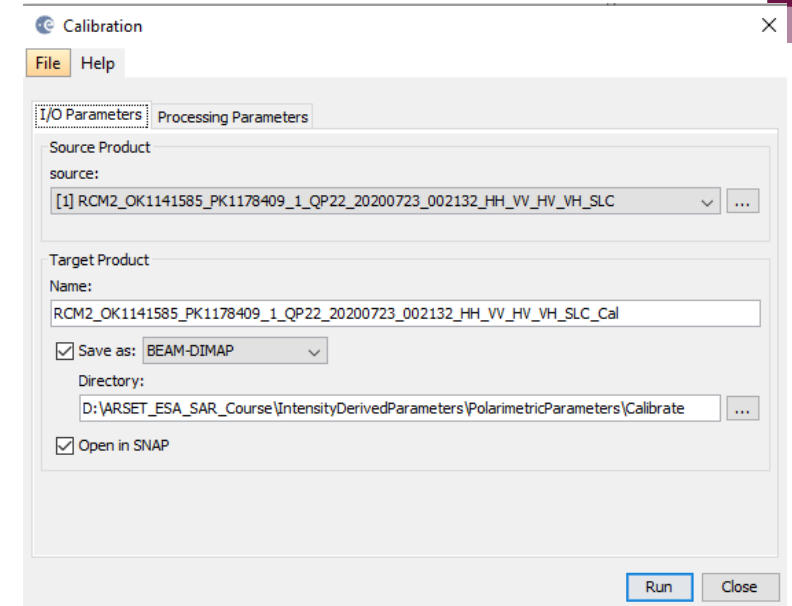 Calibration
File Help
I/O Parameters Processing Parameters
Source Product
source:
[1] RCM2_OK1141585_PK1178409_1_QP22_20200723_002132_HH_VV_HV_VH_SLC ...
Target Product
Name:
RCM2_OK1141585_PK1178409_1_QP22_20200723_002132_HH_VV_HV_VH_SLC_Cal
Save as: BEAM-DIMAP
Directory:
D:\ARSET_ESA_SAR_Course\IntensityDerivedParameters\PolarimetricParameters\Calibrate ...
Open in SNAP
Run Close